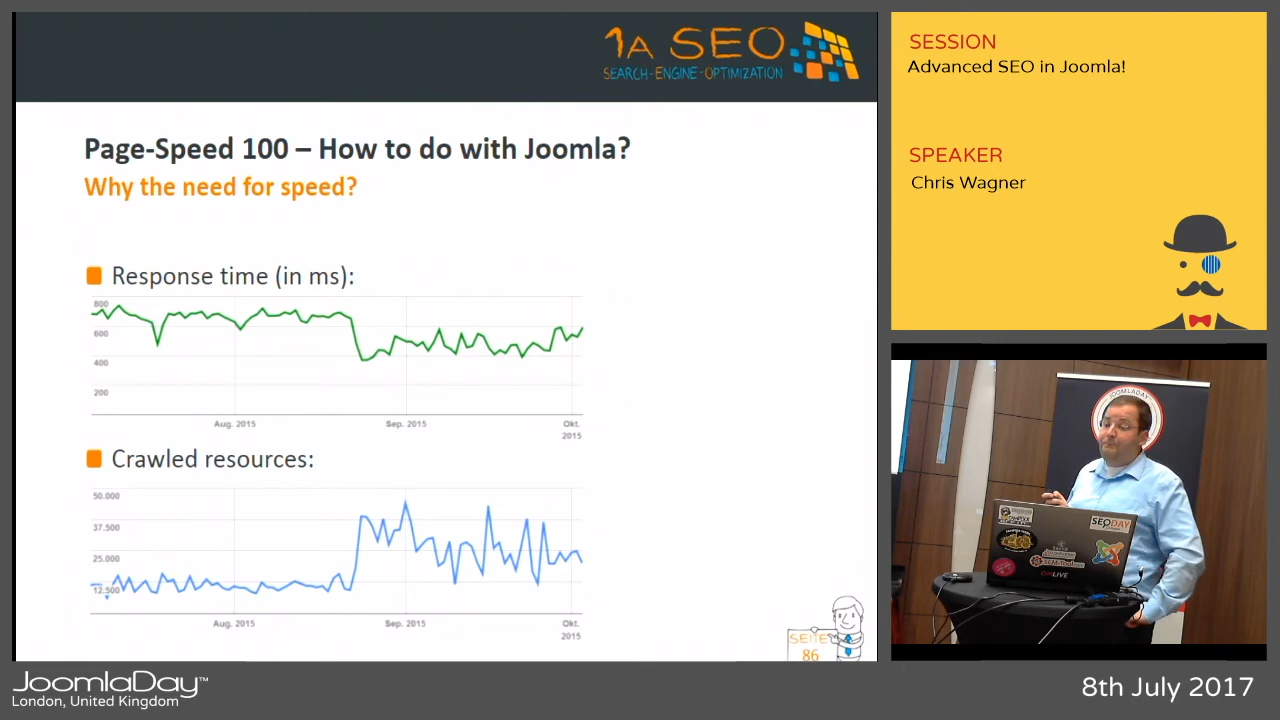 1A SEO
SEARCH-ENGINE-OPTIMIZATION
Page-Speed 100 – How to do with Joomla?
Why the need for speed?
Response time (in ms):
800
600
400
200
Aug. 2015
Sep. 2015
Okt.
2015
Crawled resources:
50.000
37.500
25.000
12.500
Aug. 2015
Sep. 2015
Okt.
2015
SEITE
86
SESSION
Advanced SEO in Joomla!
SPEAKER
Chris Wagner
JOOMLADAY
SEODAY
OMLIVE
JoomlaDay™
London, United Kingdom
8th July 2017